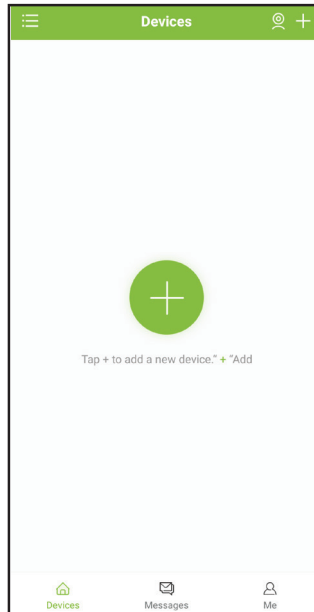 Devices
Tap + to add a new device." + "Add
Devices
Messages
Me